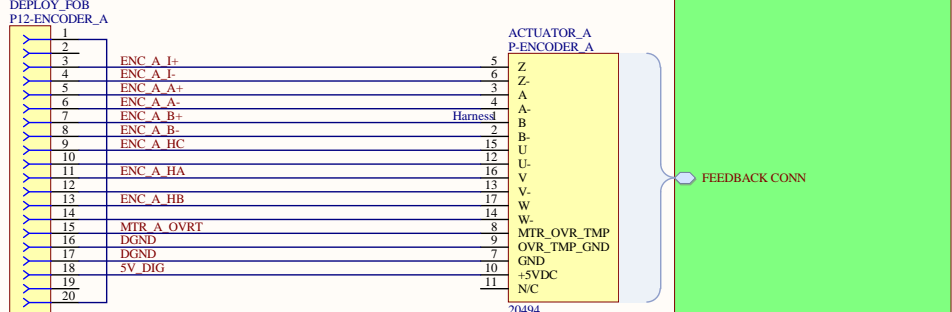 DEPLOY_FOB
P12-ENCODER_A
ACTUATOR_A
P-ENCODER_A
1
2
3 ENC_A_I+ 5 Z
4 ENC_A_I- 6 Z-
5 ENC_A_A+ 3 A
6 ENC_A_A- 4 A-
7 ENC_A_B+ Harness 1 B
8 ENC_A_B- 2 B-
9 ENC_A_HC 15 U
10 12 U-
11 ENC_A_HA 16 V
12 13 V-
13 ENC_A_HB 17 W
14 14 W-
15 MTR_A_OVRT 8 MTR_OVR_TMP
16 DGND 9 OVR_TMP_GND
17 DGND 7 GND
18 5V_DIG 10 +5VDC
19 11 N/C
20
20494
FEEDBACK CONN